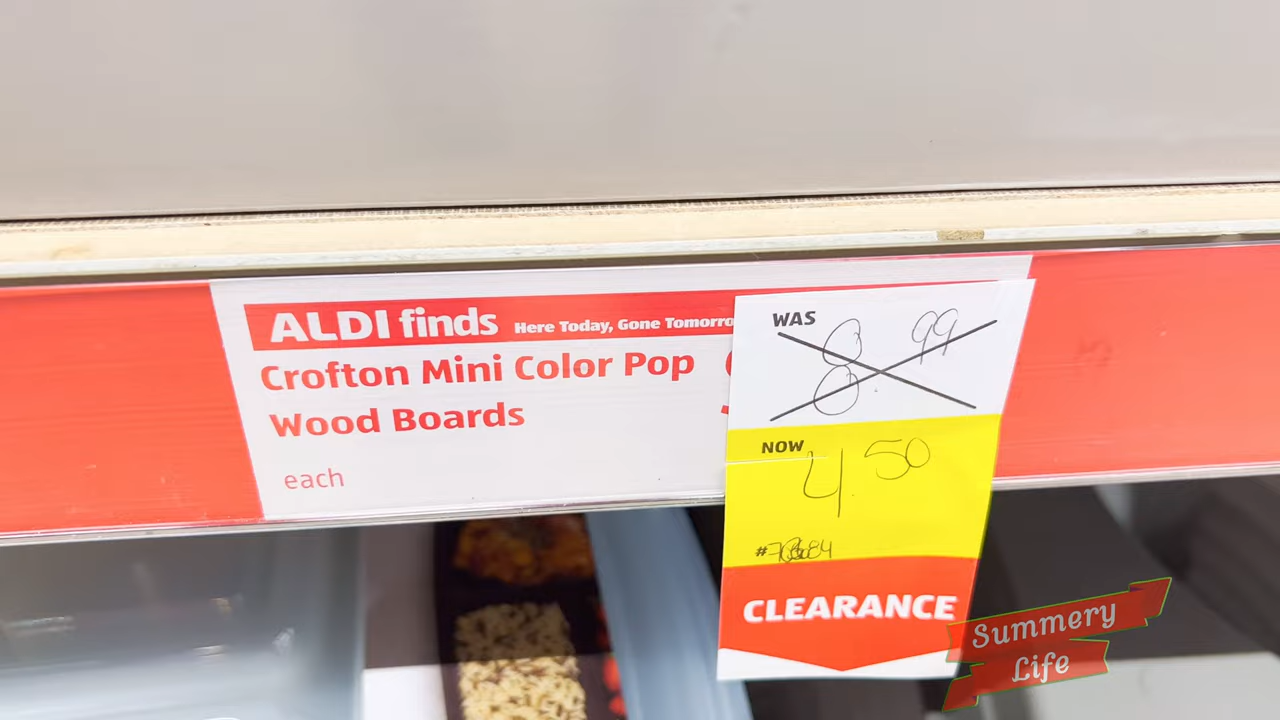 ALDI finds Here Today, Gone Tomorro
Crofton Mini Color Pop
Wood Boards
each
WAS
8.99
NOW
4.50
CLEARANCE
Summery
Life